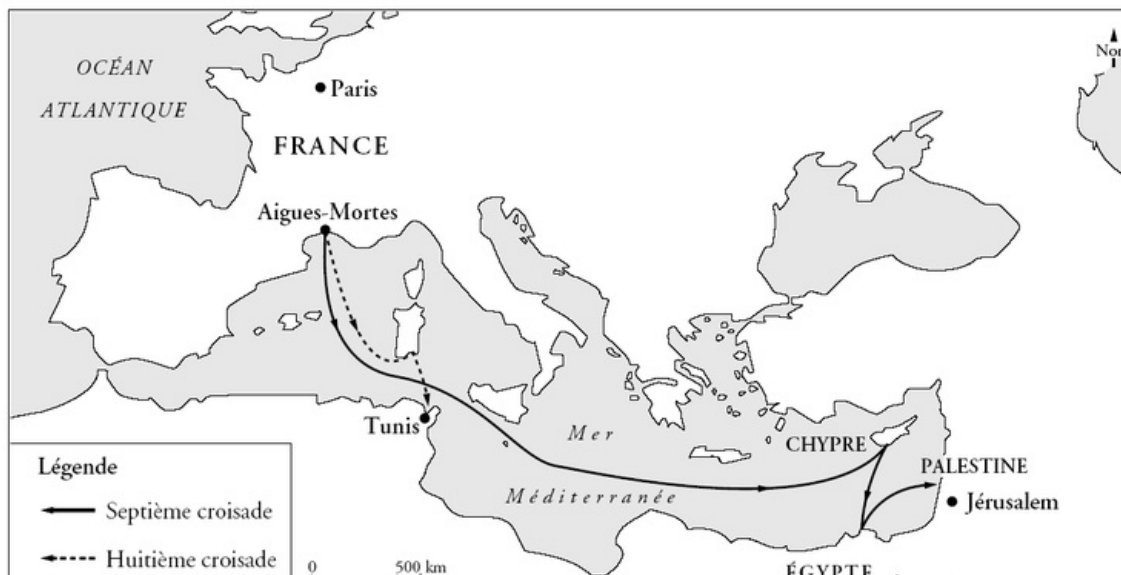 OCÉAN
ATLANTIQUE
Paris
FRANCE
Aigues-Mortes
Tunis
Mer
Méditerranée
CHYPRE
PALESTINE
Jérusalem
ÉGYPTE
Légende
Septième croisade
Huitième croisade
0 500 km